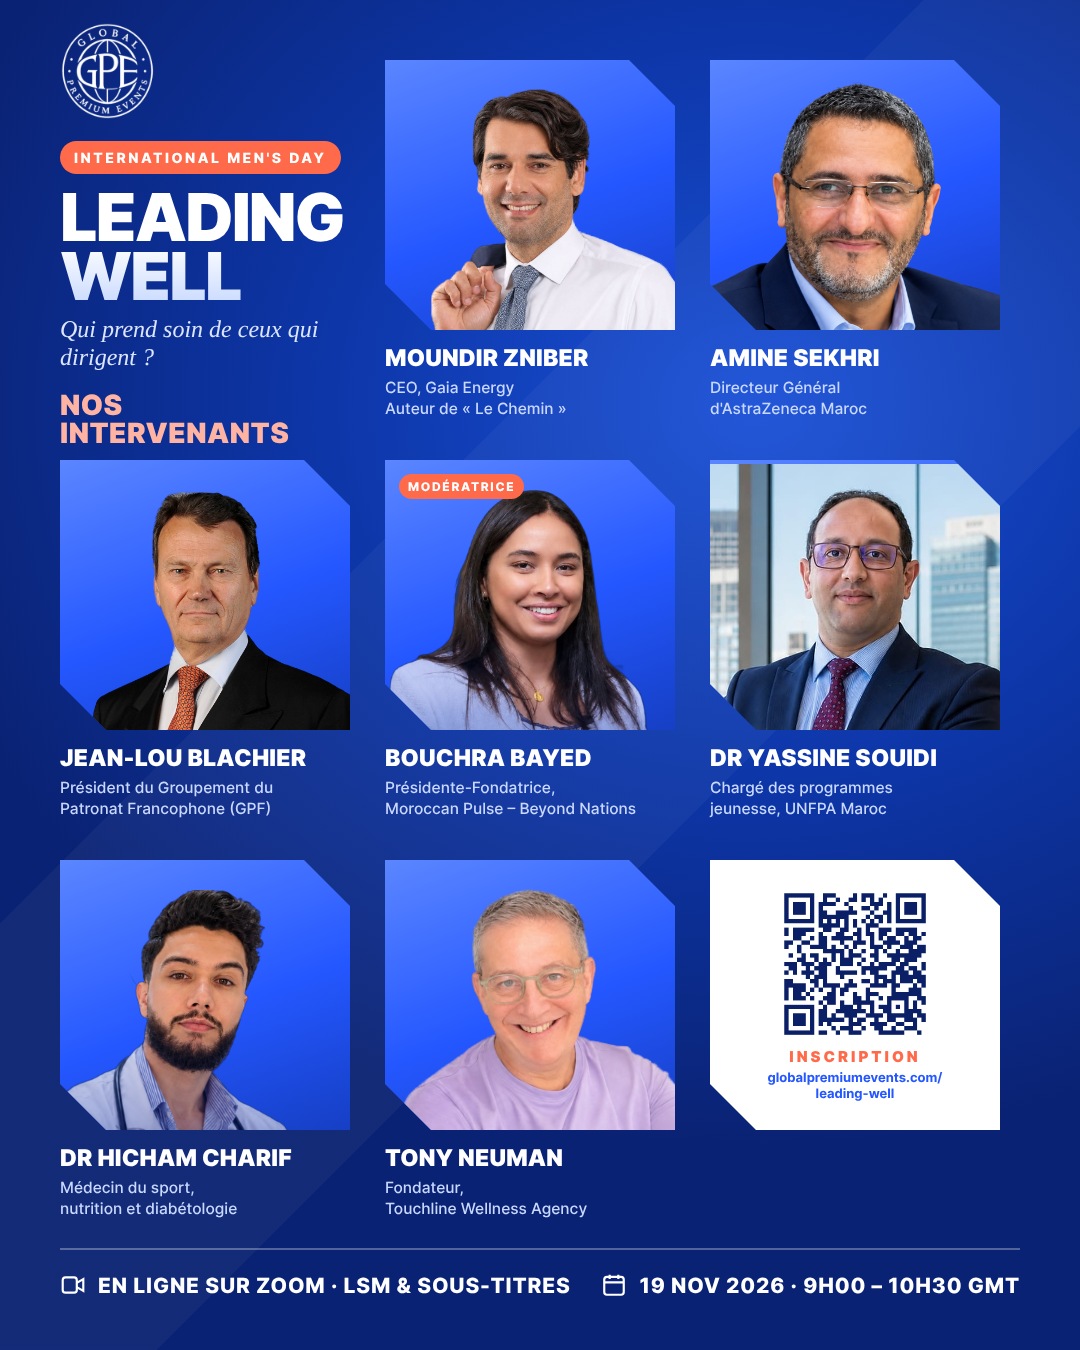 GLOBAL
GPE
PREMIUM EVENTS
INTERNATIONAL MEN'S DAY
LEADING
WELL
Qui prend soin de ceux qui
dirigent ?
NOS
INTERVENANTS
MOUNDIR ZNIBER
CEO, Gaia Energy
Auteur de « Le Chemin »
AMINE SEKHRI
Directeur Général
d'AstraZeneca Maroc
JEAN-LOU BLACHIER
Président du Groupement du
Patronat Francophone (GPF)
MODÉRATRICE
BOUCHRA BAYED
Présidente-Fondatrice,
Moroccan Pulse – Beyond Nations
DR YASSINE SOUIDI
Chargé des programmes
jeunesse, UNFPA Maroc
DR HICHAM CHARIF
Médecin du sport,
nutrition et diabétologie
TONY NEUMAN
Fondateur,
Touchline Wellness Agency
INSCRIPTION
globalpremiumevents.com/
leading-well
EN LIGNE SUR ZOOM · LSM & SOUS-TITRES
19 NOV 2026 · 9H00 – 10H30 GMT